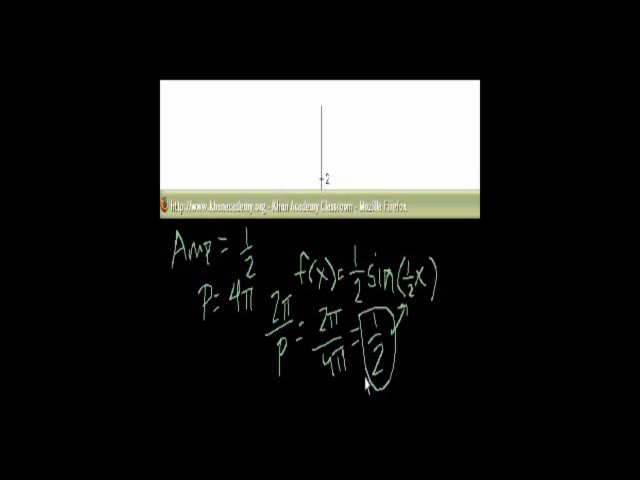 2
http://www.khanacademy.org - Khan Academy Classroom - Mozilla Firefox
Amp = 1/2
f(x) = 1/2 sin(1/2 x)
P = 4π
2π/P = 2π/4π = 1/2